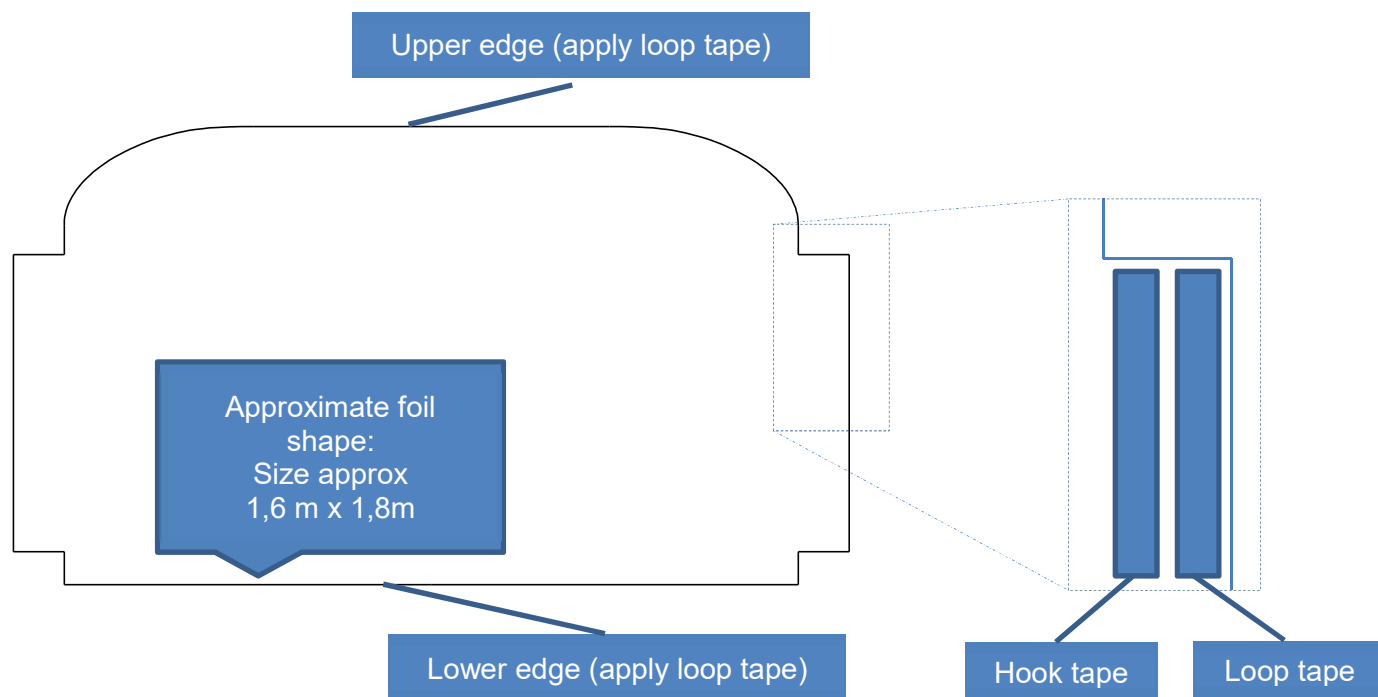 Upper edge (apply loop tape)
Approximate foil
shape:
Size approx
1,6 m x 1,8m
Lower edge (apply loop tape)
Hook tape
Loop tape